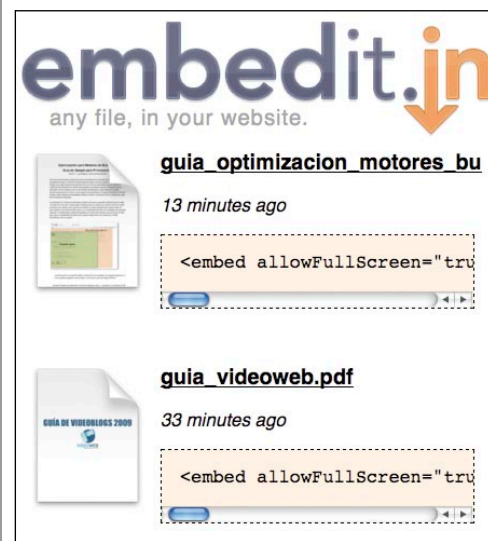 embedit.in
any file, in your website.
guia_optimizacion_motores_bu
13 minutes ago
<embed allowFullScreen="tru
guia_videoweb.pdf
GUÍA DE VIDEOBLOGS 2009
33 minutes ago
<embed allowFullScreen="tru